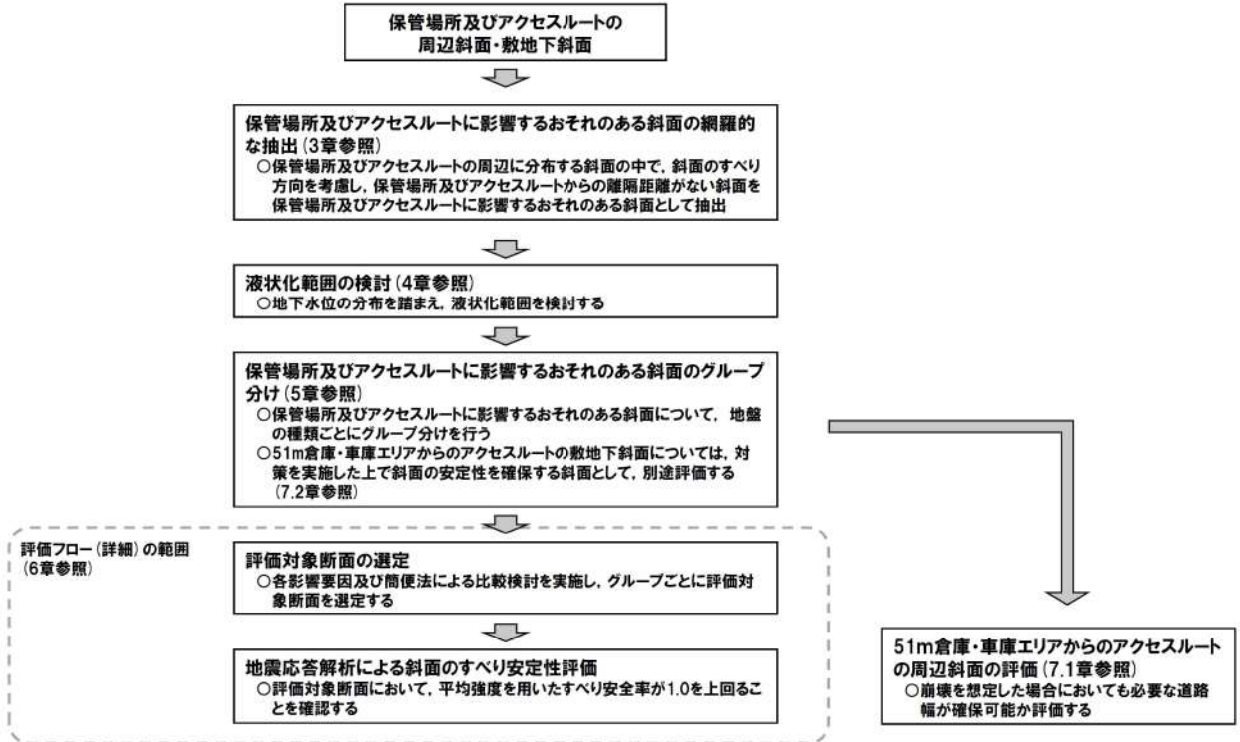 保管場所及びアクセスルートの
周辺斜面・敷地下斜面
保管場所及びアクセスルートに影響するおそれのある斜面の網羅的
な抽出(3章参照)
○保管場所及びアクセスルートの周辺に分布する斜面の中で，斜面のすべり
方向を考慮し，保管場所及びアクセスルートからの離隔距離がない斜面を
保管場所及びアクセスルートに影響するおそれのある斜面として抽出
液状化範囲の検討(4章参照)
○地下水位の分布を踏まえ，液状化範囲を検討する
保管場所及びアクセスルートに影響するおそれのある斜面のグループ
分け(5章参照)
○保管場所及びアクセスルートに影響するおそれのある斜面について， 地盤
の種類ごとにグループ分けを行う
○51m倉庫・車庫エリアからのアクセスルートの敷地下斜面については，対
策を実施した上で斜面の安定性を確保する斜面として，別途評価する
(7.2章参照)
評価フロー(詳細)の範囲
(6章参照)
評価対象断面の選定
○各影響要因及び簡便法による比較検討を実施し，グループごとに評価対
象断面を選定する
地震応答解析による斜面のすべり安定性評価
○評価対象断面において，平均強度を用いたすべり安全率が1.0を上回るこ
とを確認する
51m倉庫・車庫エリアからのアクセスルート
の周辺斜面の評価(7.1章参照)
○崩壊を想定した場合においても必要な道路
幅が確保可能か評価する